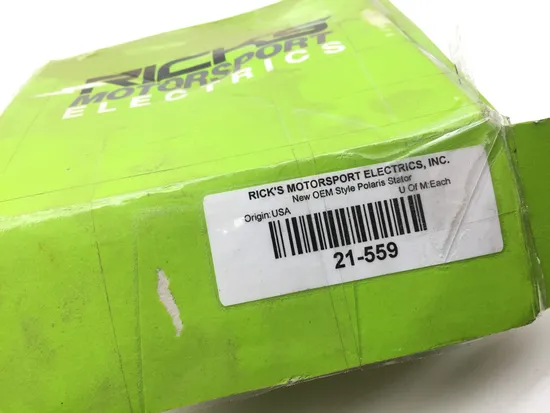 RICK'S
MOTORSPORT
ELECTRICS
RICK'S MOTORSPORT ELECTRICS, INC.
New OEM Style Polaris Stator
Origin:USA U Of M:Each
21-559